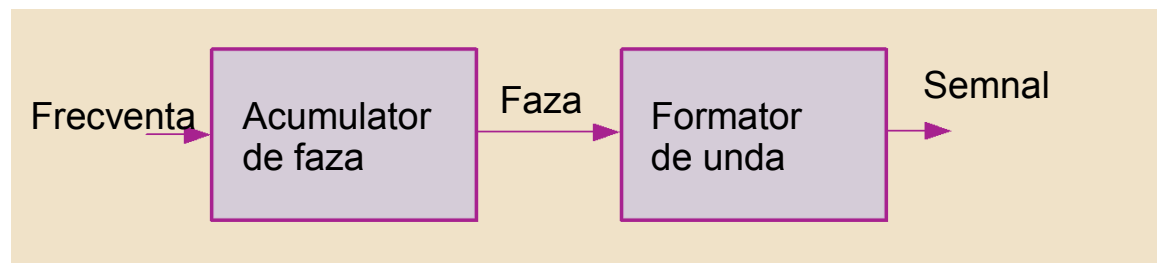 Frecventa
Acumulator
de faza
Faza
Formator
de unda
Semnal